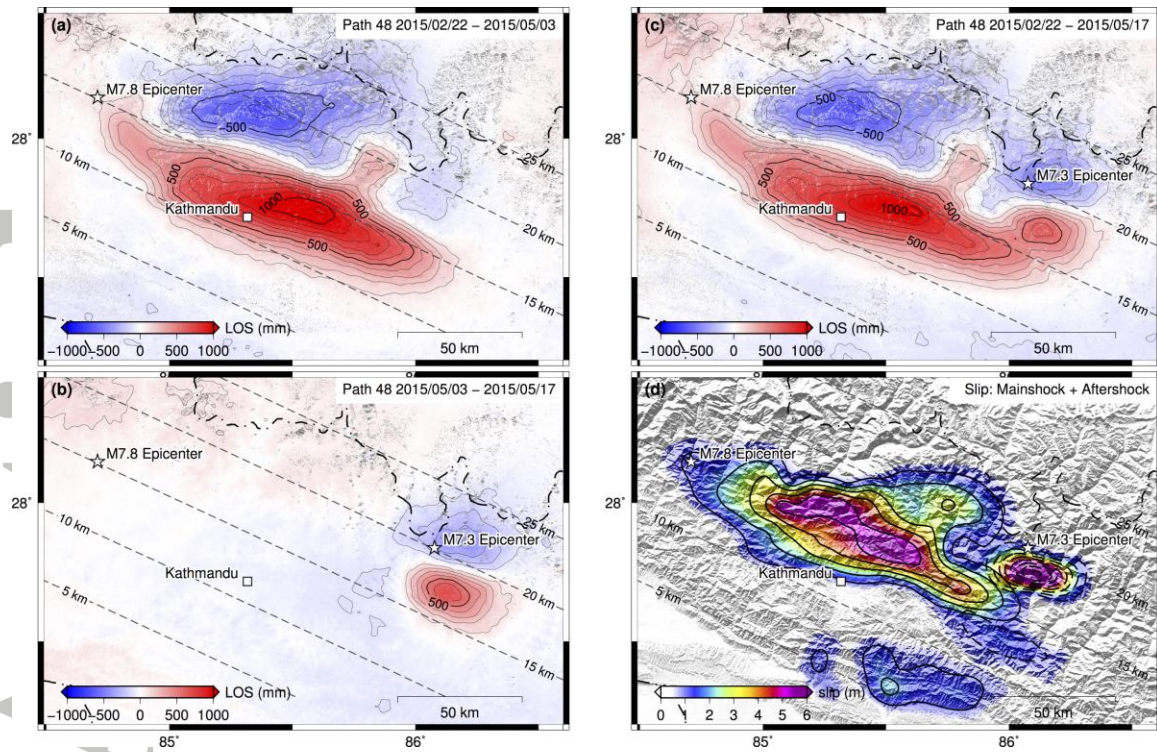 (a)
Path 48 2015/02/22 − 2015/05/03
M7.8 Epicenter
−500
28˚
25 km
10 km
500
Kathmandu
1000
500
5 km
500
20 km
15 km
LOS (mm)
−1000 −500 0 500 1000
50 km
(c)
Path 48 2015/02/22 − 2015/05/17
M7.8 Epicenter
−500
−500
28˚
25 km
M7.3 Epicenter
10 km
500
Kathmandu
1000
500
5 km
20 km
15 km
LOS (mm)
−1000 −500 0 500 1000
50 km
(b)
Path 48 2015/05/03 − 2015/05/17
M7.8 Epicenter
28˚
25 km
M7.3 Epicenter
10 km
Kathmandu
500
5 km
20 km
15 km
LOS (mm)
−1000 −500 0 500 1000
50 km
85˚ 86˚
(d)
Slip: Mainshock + Aftershock
M7.8 Epicenter
28˚
25 km
M7.3 Epicenter
10 km
Kathmandu
5 km
20 km
15 km
slip (m)
0 1 2 3 4 5 6
50 km
85˚ 86˚